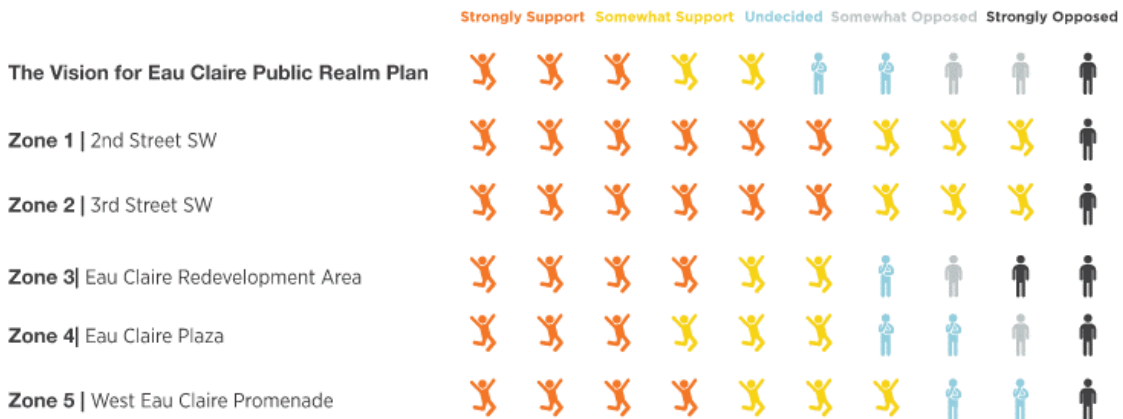 Strongly Support Somewhat Support Undecided Somewhat Opposed Strongly Opposed
The Vision for Eau Claire Public Realm Plan
Zone 1 | 2nd Street SW
Zone 2 | 3rd Street SW
Zone 3| Eau Claire Redevelopment Area
Zone 4| Eau Claire Plaza
Zone 5 | West Eau Claire Promenade